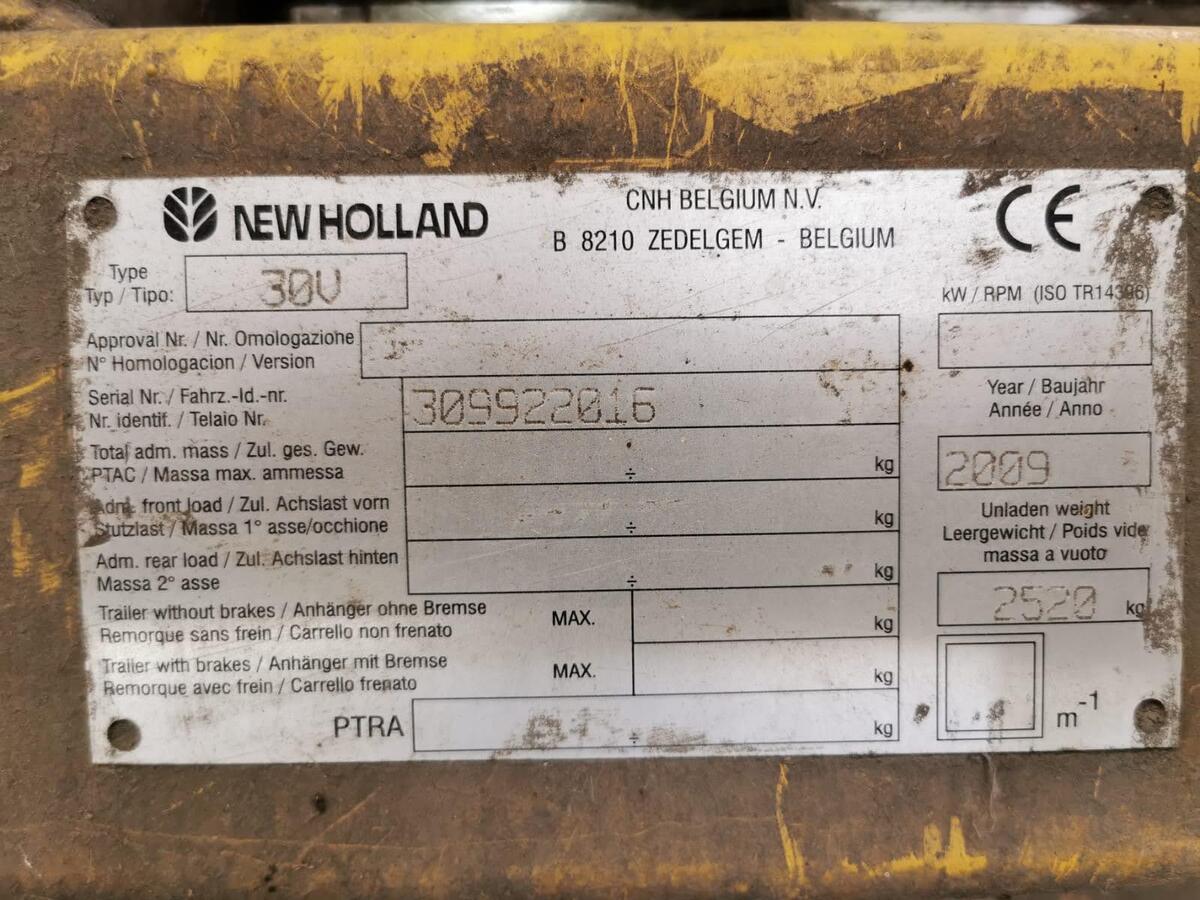 NEW HOLLAND
CNH BELGIUM N.V.
B 8210 ZEDELGEM - BELGIUM
CE
Type
Typ / Tipo:
30V
kW / RPM (ISO TR14396)
Approval Nr. / Nr. Omologazione
N° Homologacion / Version
Serial Nr. / Fahrz.-Id.-nr.
Nr. identif. / Telaio Nr.
309922016
Year / Baujahr
Année / Anno
2009
Total adm. mass / Zul. ges. Gew.
PTAC / Massa max. ammessa
÷ kg
Adm. front load / Zul. Achslast vorn
Stutzlast / Massa 1° asse/occhione
÷ kg
Unladen weight
Leergewicht / Poids vide
massa a vuoto
2520 kg
Adm. rear load / Zul. Achslast hinten
Massa 2° asse
÷ kg
Trailer without brakes / Anhänger ohne Bremse
Remorque sans frein / Carrello non frenato
MAX. kg
Trailer with brakes / Anhänger mit Bremse
Remorque avec frein / Carrello frenato
MAX. kg
PTRA ÷ kg
m-1